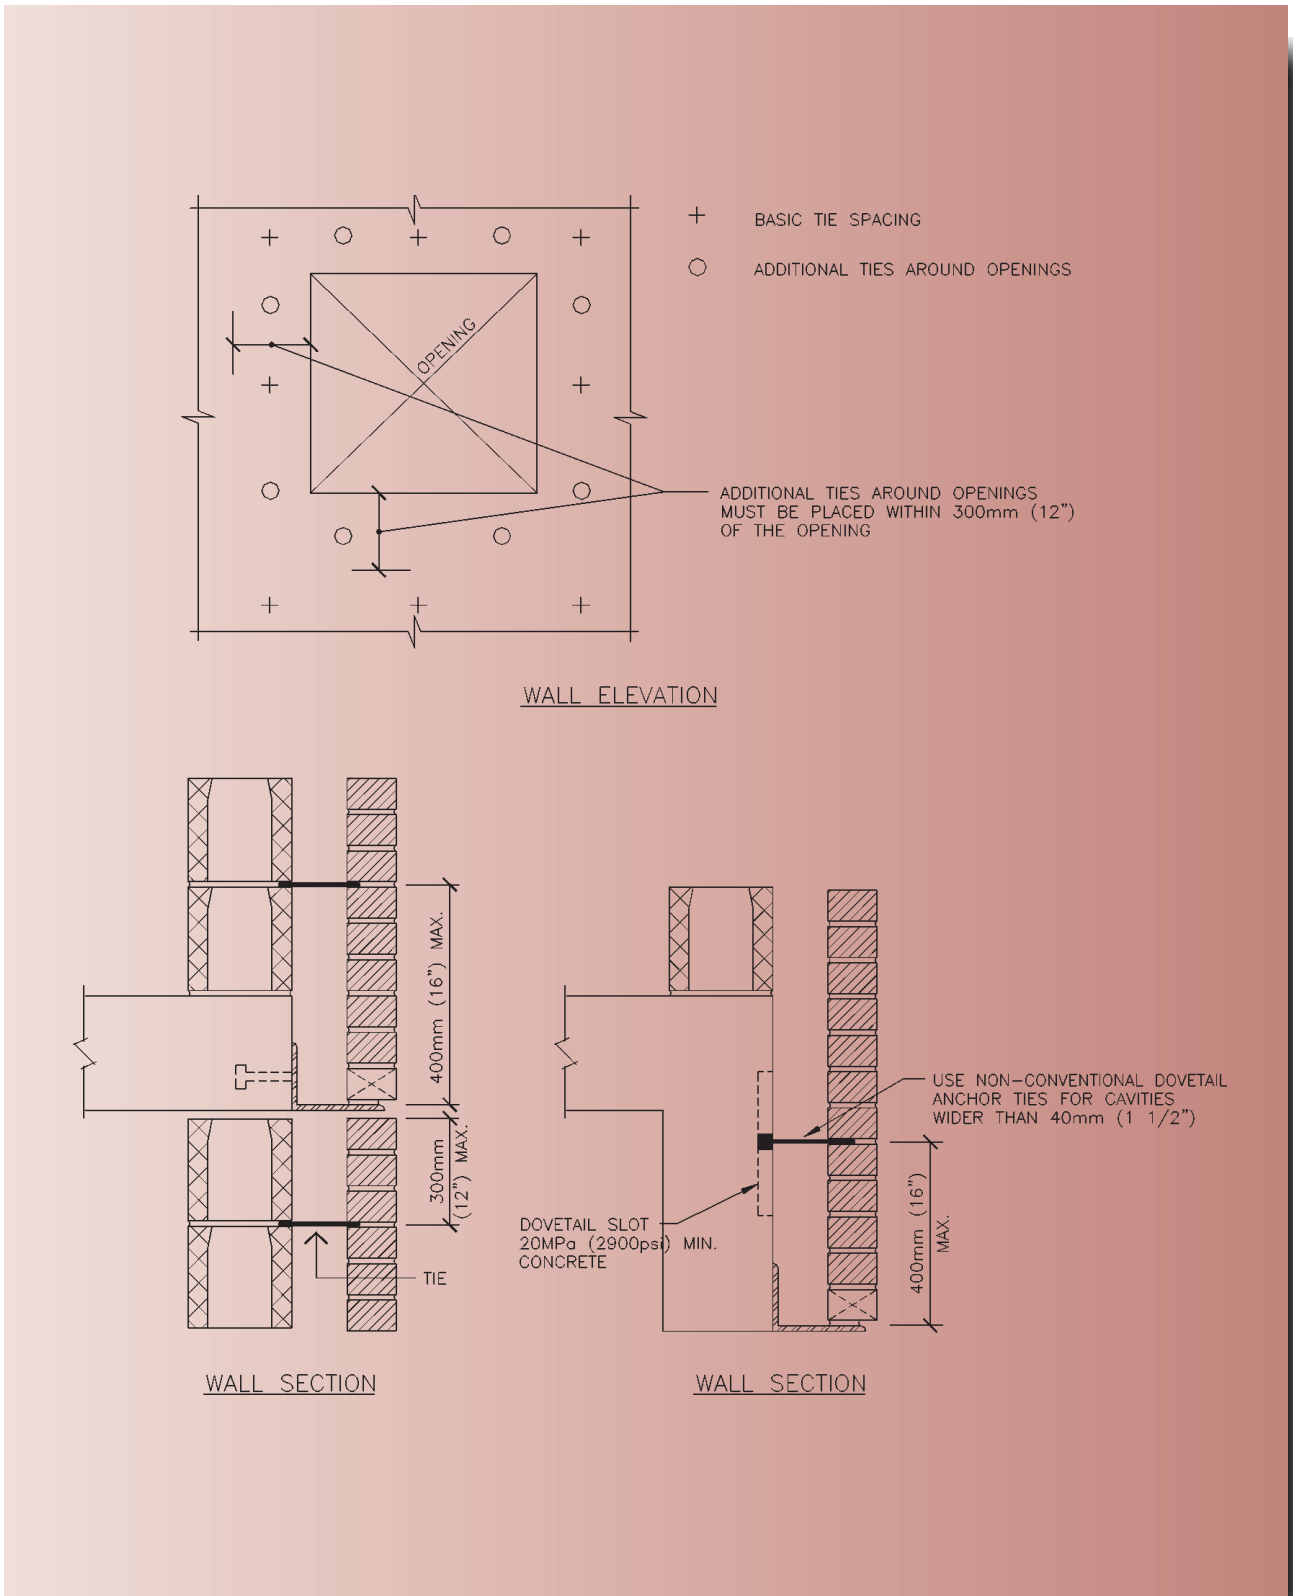 BASIC TIE SPACING
ADDITIONAL TIES AROUND OPENINGS
OPENING
ADDITIONAL TIES AROUND OPENINGS
MUST BE PLACED WITHIN 300mm (12")
OF THE OPENING
WALL ELEVATION
400mm (16") MAX.
300mm
(12") MAX.
TIE
WALL SECTION
USE NON-CONVENTIONAL DOVETAIL
ANCHOR TIES FOR CAVITIES
WIDER THAN 40mm (1 1/2")
DOVETAIL SLOT
20MPa (2900psi) MIN.
CONCRETE
400mm (16")
MAX.
WALL SECTION